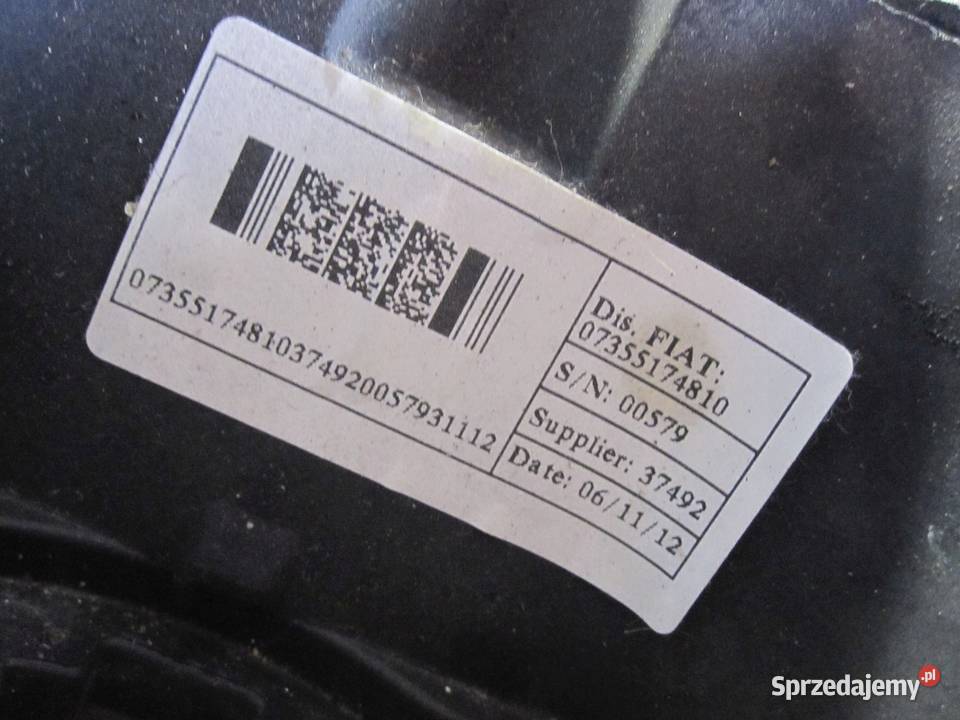 07355174810374920057931112
Dis. FIAT:
07355174810
S/N: 00579
Supplier: 37492
Date: 06/11/12
Sprzedajemy.pl